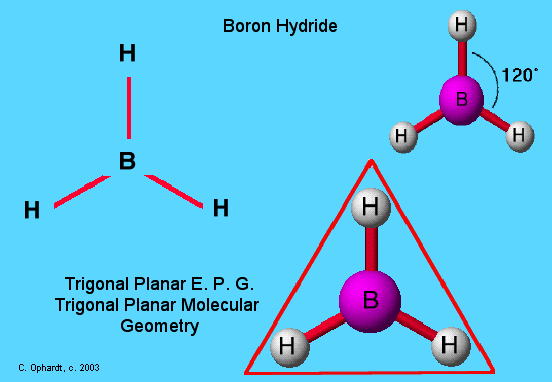 Boron Hydride
H
B
H
H
H
B
H
H
120°
H
B
H
H
Trigonal Planar E. P. G.
Trigonal Planar Molecular
Geometry
C. Ophardt, c. 2003